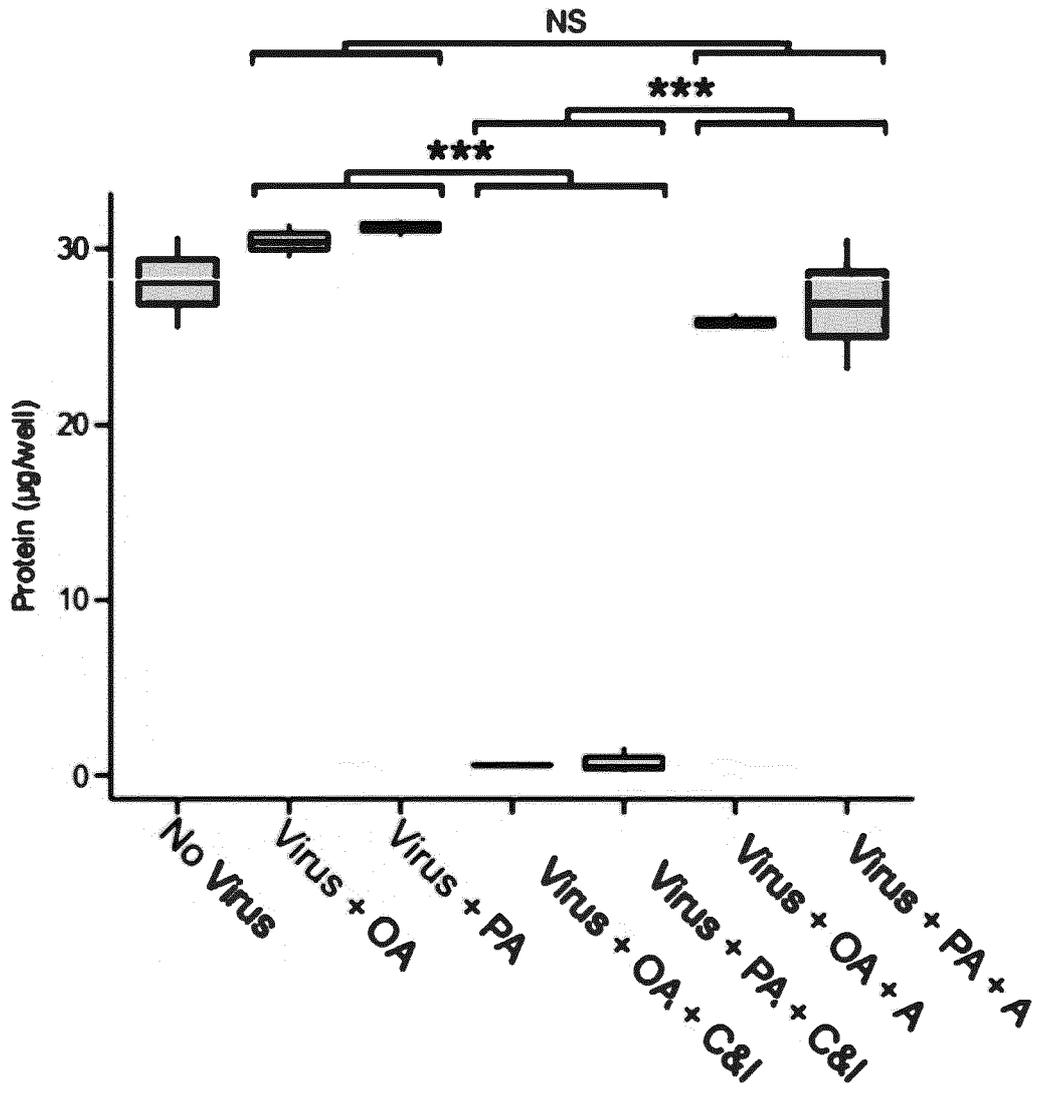 NS
***
***
30
20
10
0
Protein (µg/well)
No Virus
Virus + OA
Virus + PA
Virus + OA + C&I
Virus + PA + C&I
Virus + OA + A
Virus + PA + A